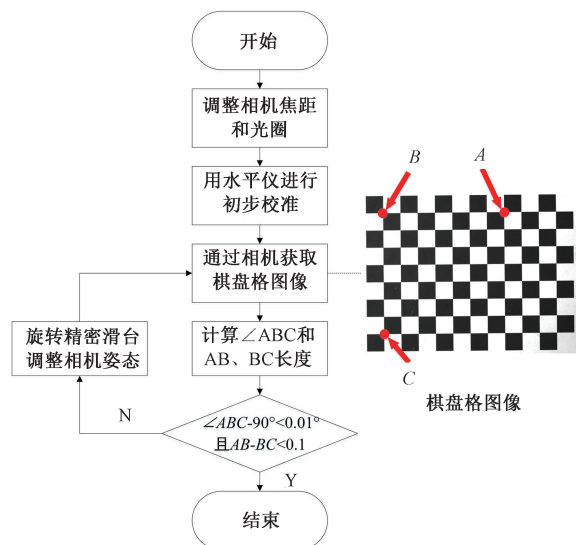 开始
调整相机焦距
和光圈
用水平仪进行
初步校准
通过相机获取
棋盘格图像
计算∠ABC和
AB、BC长度
∠ABC-90°<0.01°
且AB-BC<0.1
Y
结束
N
旋转精密滑台
调整相机姿态
B
A
C
棋盘格图像